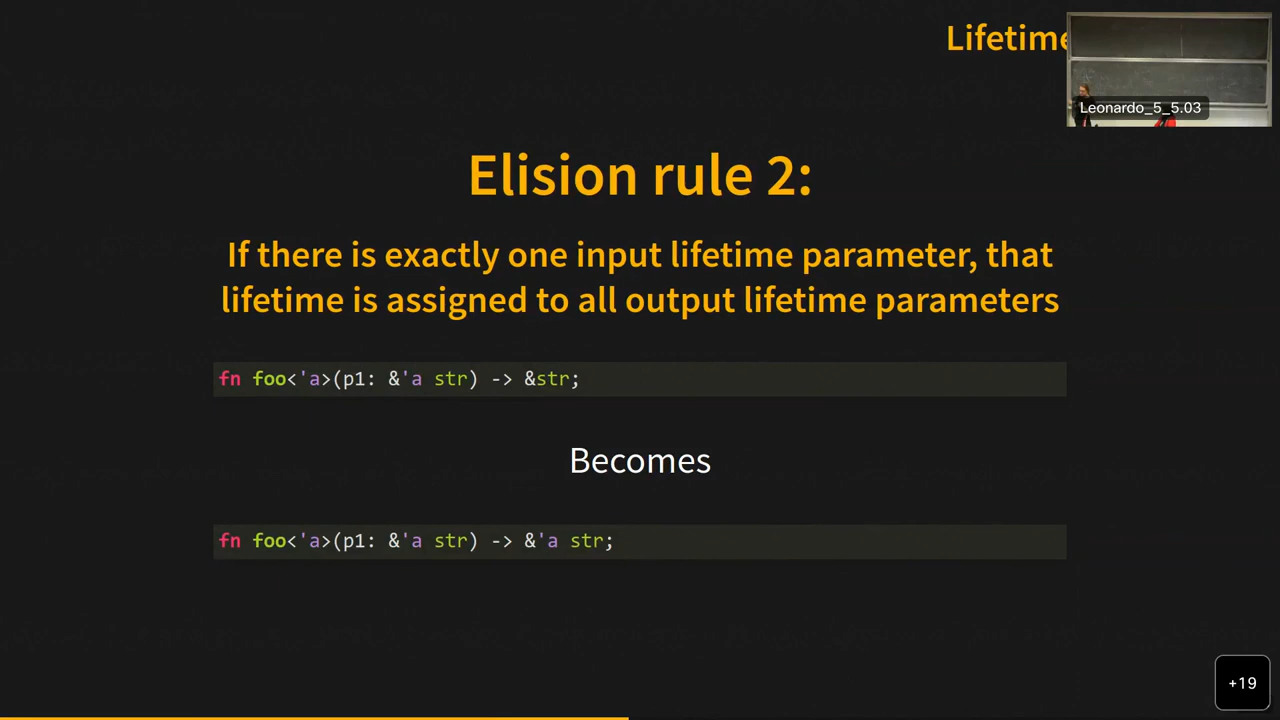 Lifetime
Leonardo_5_5.03
Elision rule 2:
If there is exactly one input lifetime parameter, that
lifetime is assigned to all output lifetime parameters
fn foo<'a>(p1: &'a str) -> &str;
Becomes
fn foo<'a>(p1: &'a str) -> &'a str;
+19